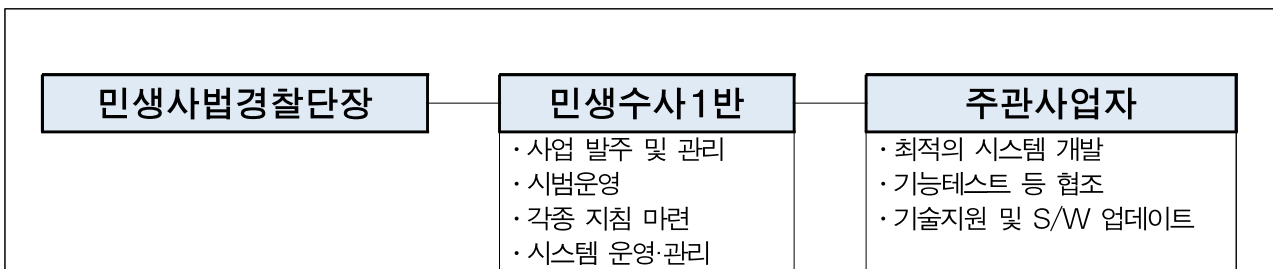 민생사법경찰단장
민생수사1반
· 사업 발주 및 관리
· 시범운영
· 각종 지침 마련
· 시스템 운영·관리
주관사업자
· 최적의 시스템 개발
· 기능테스트 등 협조
· 기술지원 및 S/W 업데이트